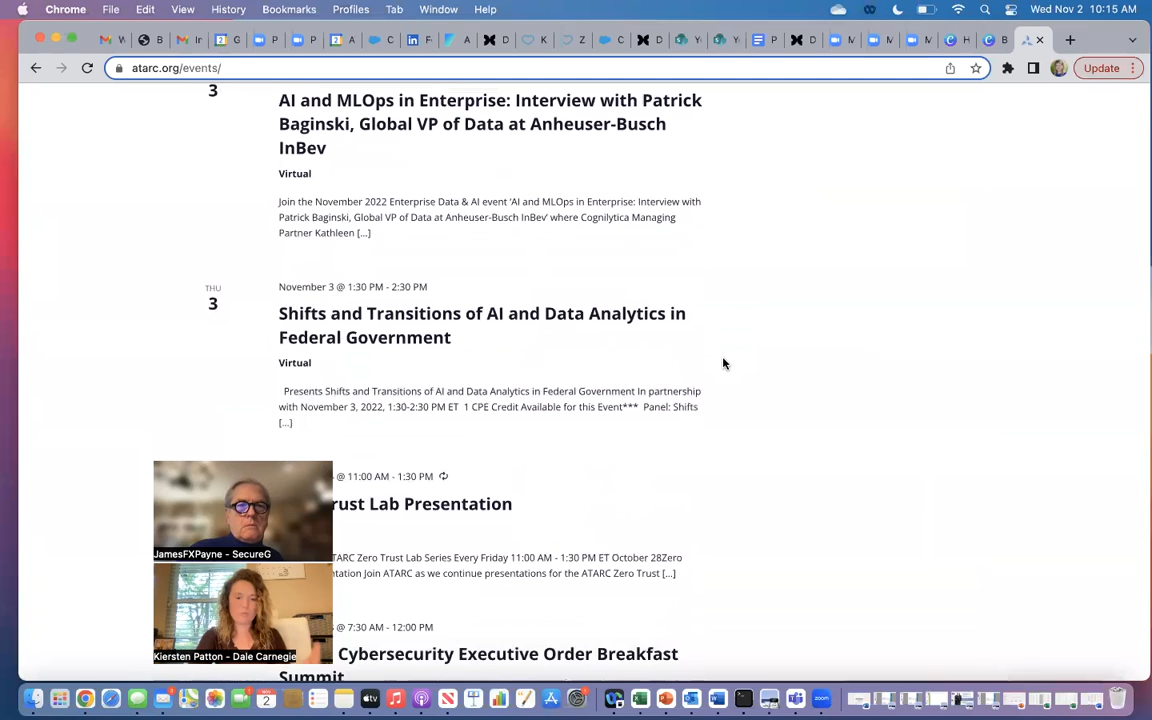 Chrome File Edit View History Bookmarks Profiles Tab Window Help Wed Nov 2 10:15 AM
atarc.org/events/ Update
3
AI and MLOps in Enterprise: Interview with Patrick
Baginski, Global VP of Data at Anheuser-Busch
InBev
Virtual
Join the November 2022 Enterprise Data & AI event 'AI and MLOps in Enterprise: Interview with
Patrick Baginski, Global VP of Data at Anheuser-Busch InBev' where Cognilytica Managing
Partner Kathleen [...]
THU
3
November 3 @ 1:30 PM - 2:30 PM
Shifts and Transitions of AI and Data Analytics in
Federal Government
Virtual
Presents Shifts and Transitions of AI and Data Analytics in Federal Government In partnership
with November 3, 2022, 1:30-2:30 PM ET 1 CPE Credit Available for this Event*** Panel: Shifts
[...]
@ 11:00 AM - 1:30 PM
rust Lab Presentation
TARC Zero Trust Lab Series Every Friday 11:00 AM - 1:30 PM ET October 28Zero
ntation Join ATARC as we continue presentations for the ATARC Zero Trust [...]
JamesFXPayne - SecureG
@ 7:30 AM - 12:00 PM
Cybersecurity Executive Order Breakfast
Summit
Kiersten Patton - Dale Carnegie